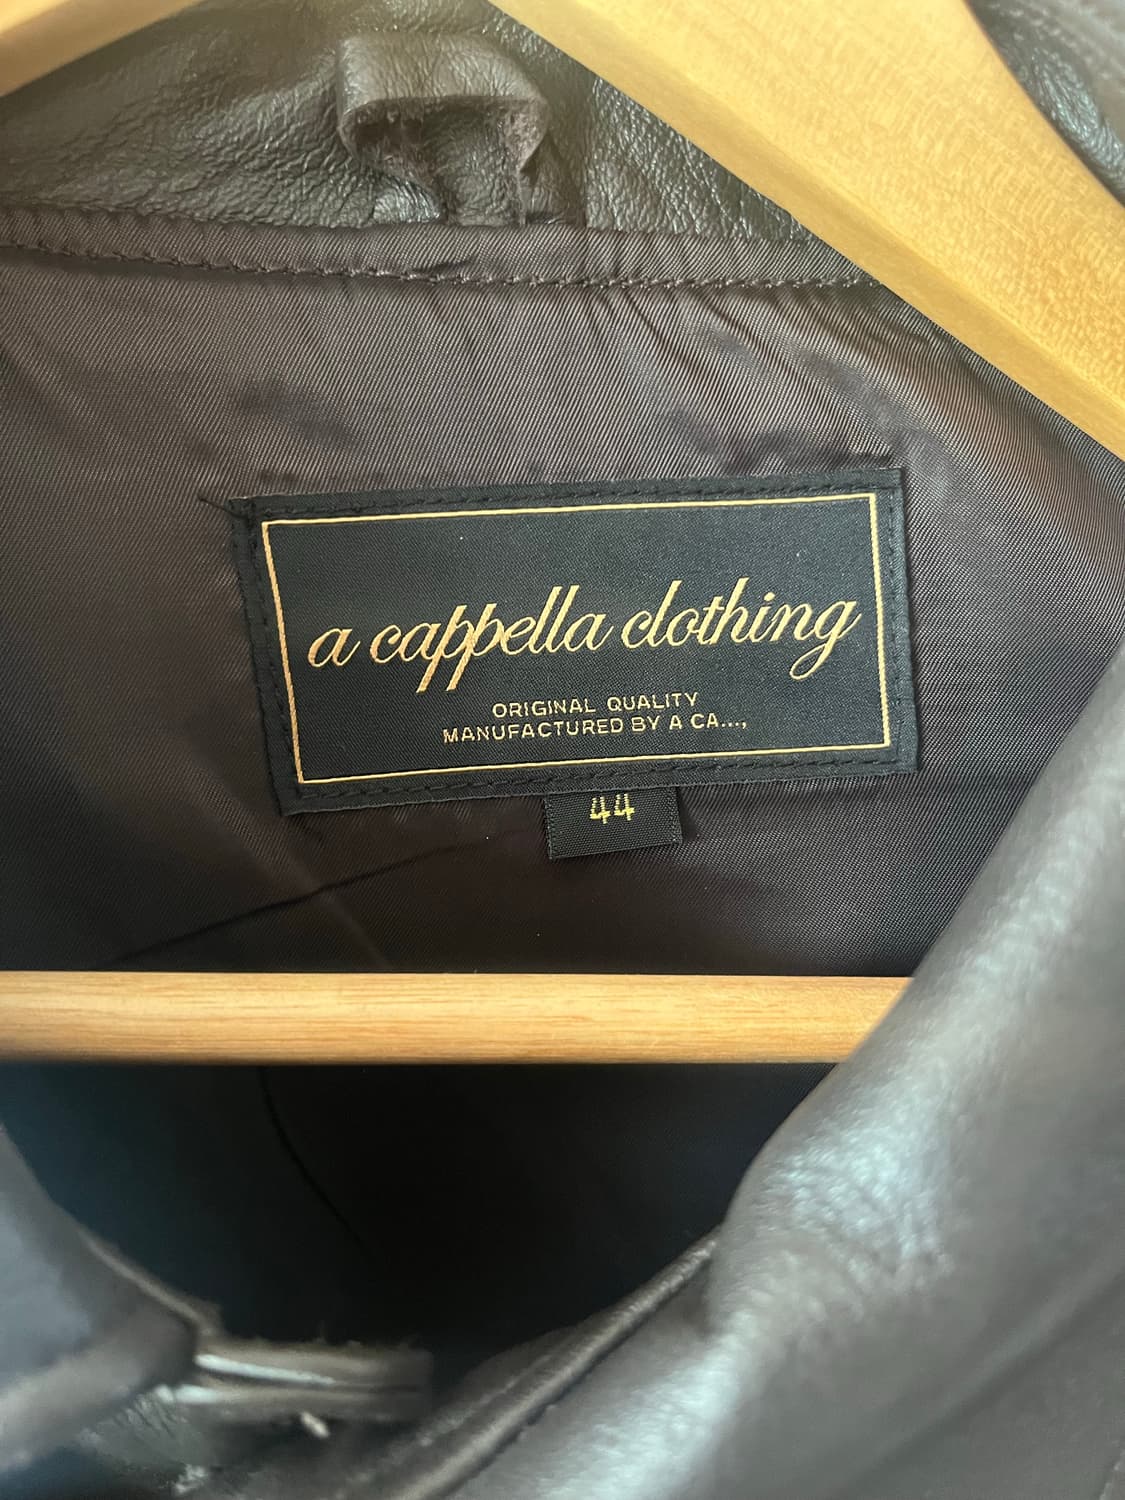 a cappella clothing
ORIGINAL QUALITY
MANUFACTURED BY A CA...,
44